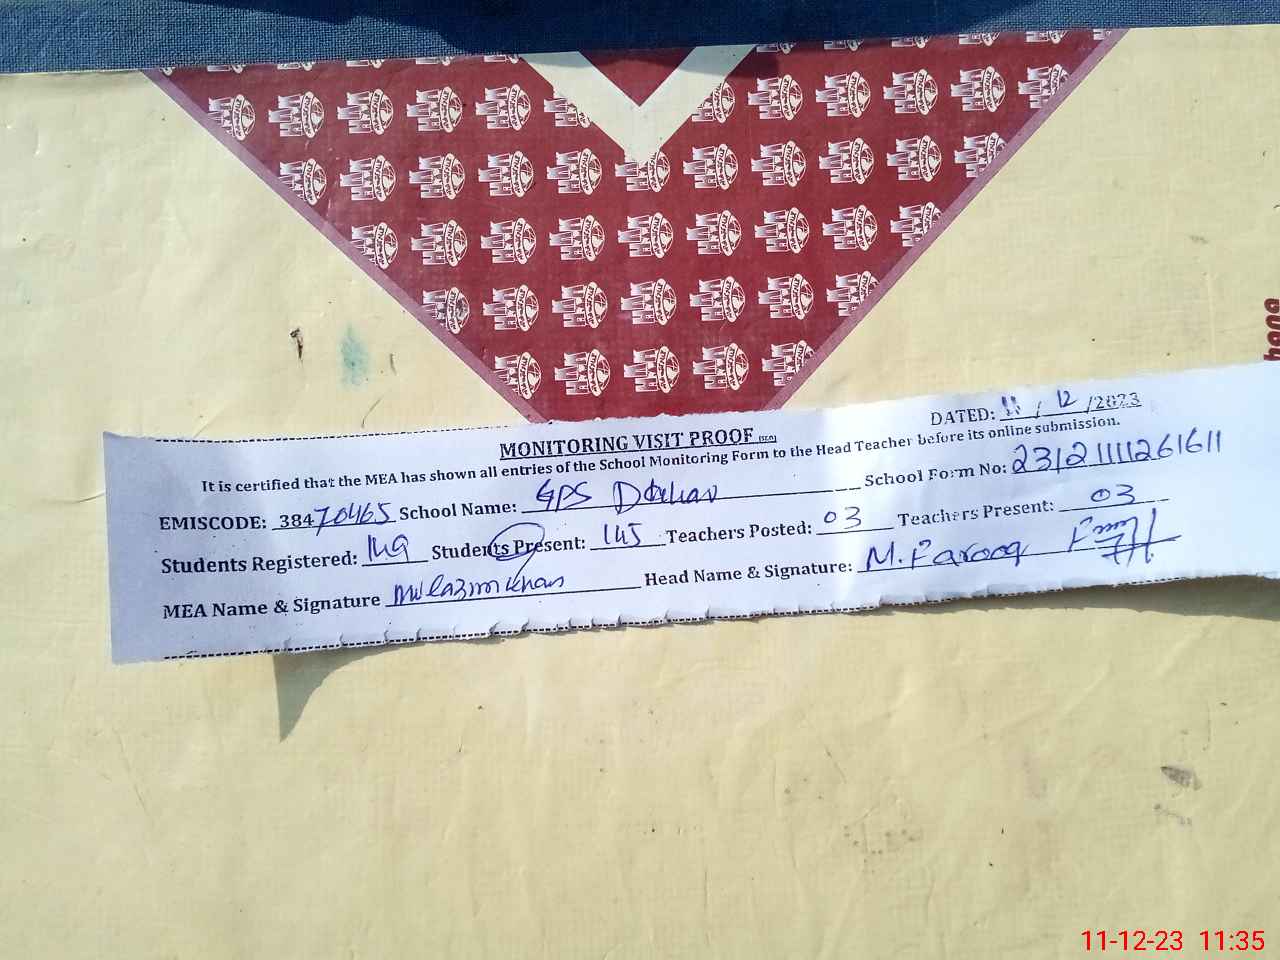 DATED: 11 / 12 /2023
MONITORING VISIT PROOF
It is certified that the MEA has shown all entries of the School Monitoring Form to the Head Teacher before its online submission.
EMISCODE: 38470465 School Name: GPS School Form No: 2312111126161
Students Registered: 149 Students Present: 145 Teachers Posted: 03 Teachers Present: 03
MEA Name & Signature Khan Head Name & Signature: M. Farooq
11-12-23 11:35